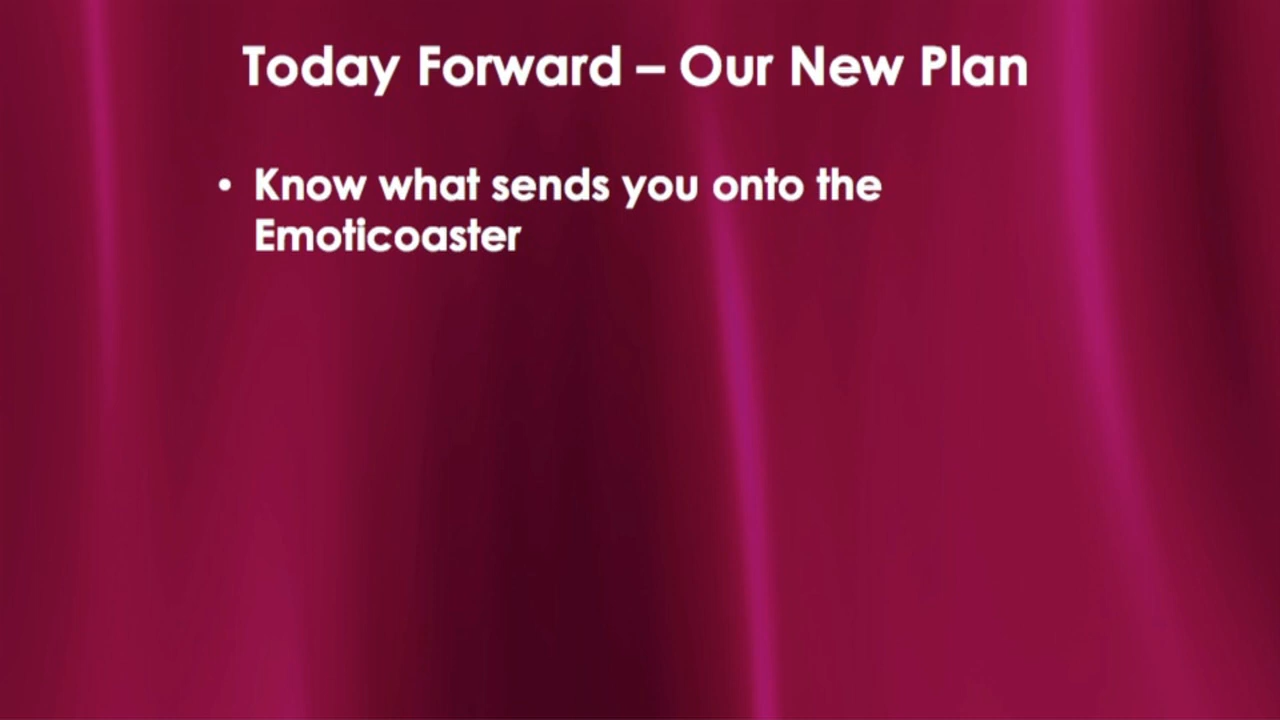 Today Forward – Our New Plan
• Know what sends you onto the
Emoticoaster